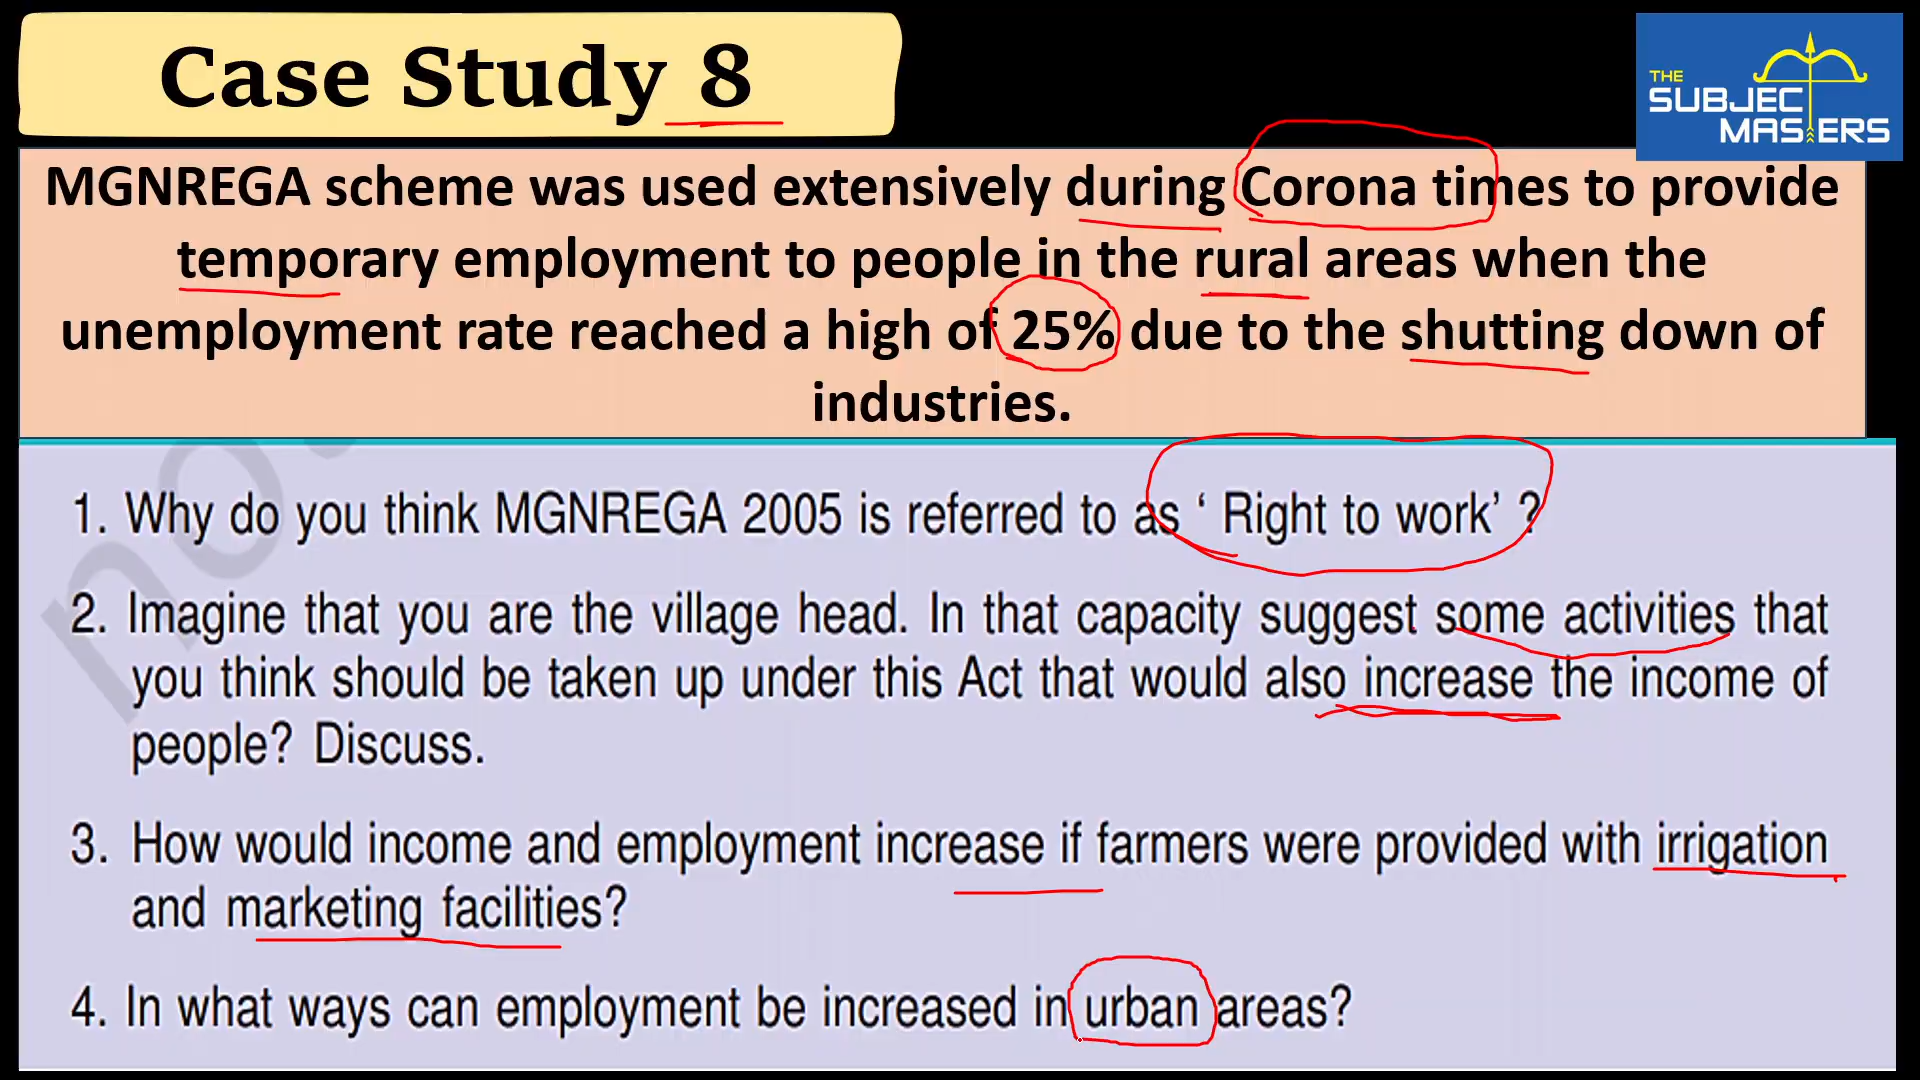 Case Study 8
THE
SUBJEC
MASTERS
MGNREGA scheme was used extensively during Corona times to provide
temporary employment to people in the rural areas when the
unemployment rate reached a high of 25% due to the shutting down of
industries.
1. Why do you think MGNREGA 2005 is referred to as ‘ Right to work’ ?
2. Imagine that you are the village head. In that capacity suggest some activities that
you think should be taken up under this Act that would also increase the income of
people? Discuss.
3. How would income and employment increase if farmers were provided with irrigation
and marketing facilities?
4. In what ways can employment be increased in urban areas?